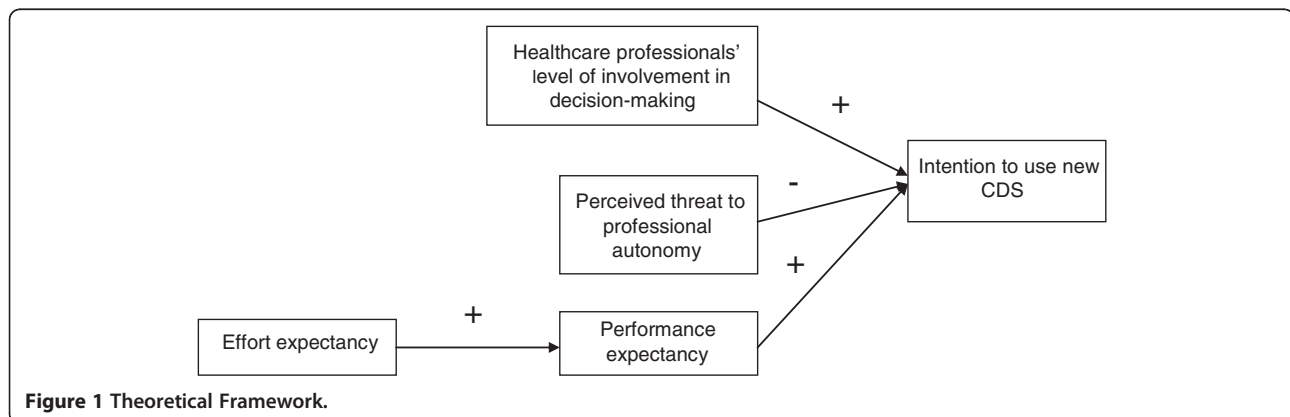 Healthcare professionals'
level of involvement in
decision-making
+
Intention to use new
CDS
-
Perceived threat to
professional
autonomy
+
+
Effort expectancy
Performance
expectancy
Figure 1 Theoretical Framework.